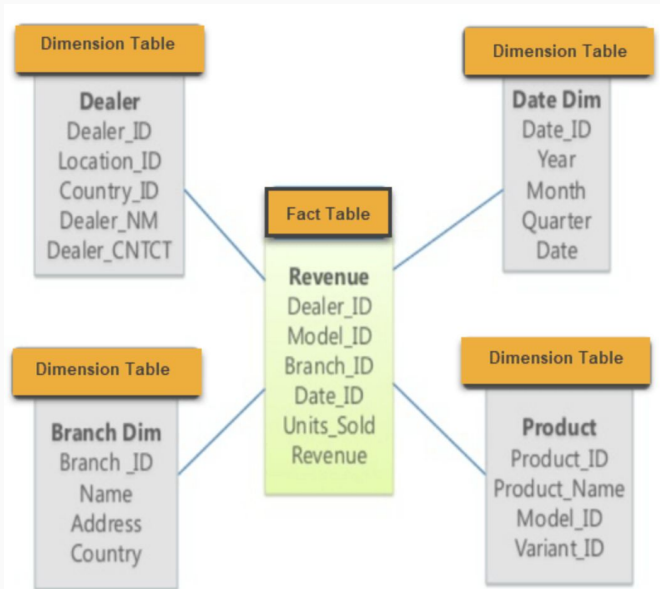 Dimension Table
Dealer
Dealer_ID
Location_ID
Country_ID
Dealer_NM
Dealer_CNTCT
Dimension Table
Date Dim
Date_ID
Year
Month
Quarter
Date
Fact Table
Revenue
Dealer_ID
Model_ID
Branch_ID
Date_ID
Units_Sold
Revenue
Dimension Table
Branch Dim
Branch _ID
Name
Address
Country
Dimension Table
Product
Product_ID
Product_Name
Model_ID
Variant_ID